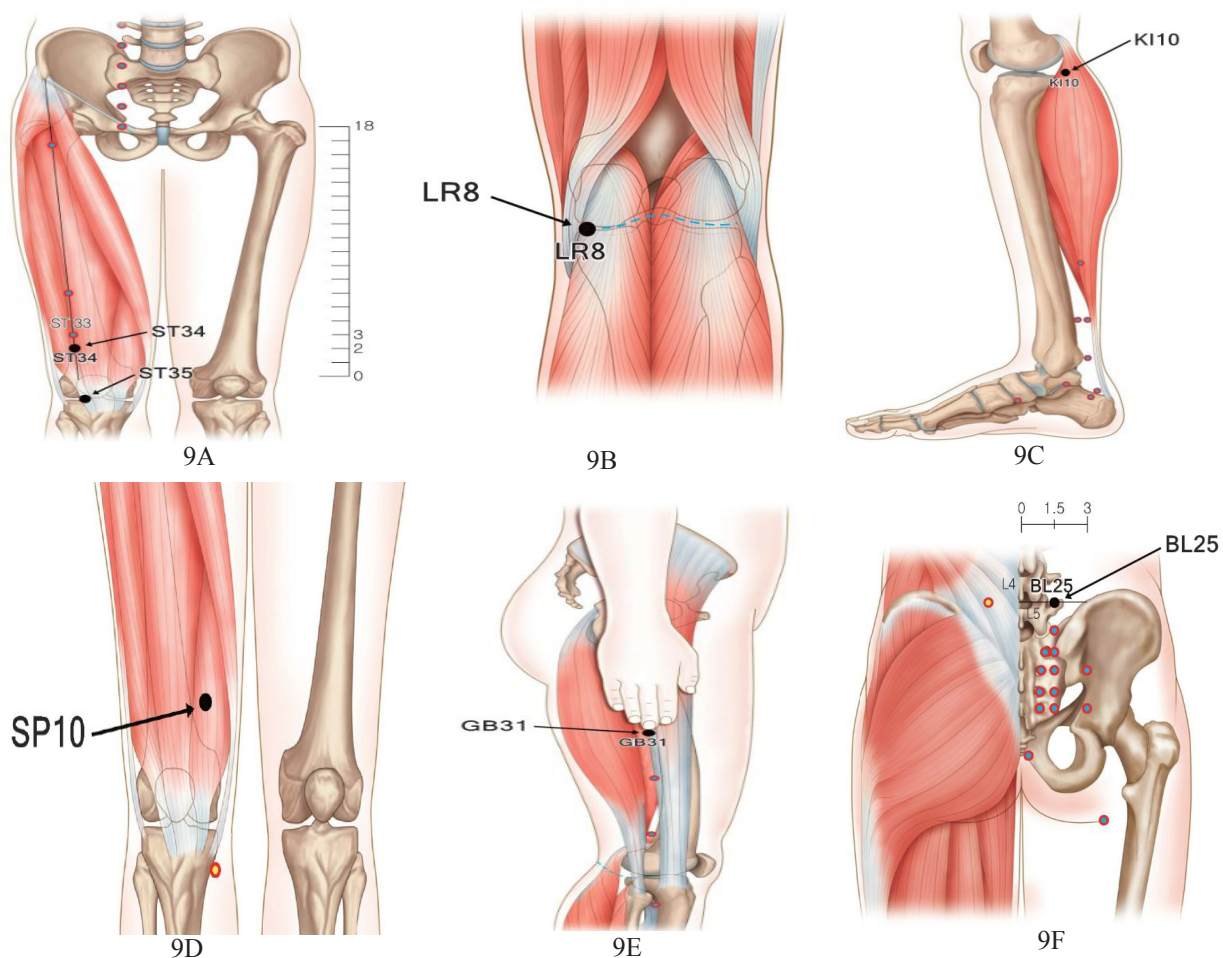 18
ST33
ST34
3
ST34
2
ST35
0
9A
LR8
LR8
9B
KI10
KI10
9C
SP10
9D
GB31
GB31
9E
0 1.5 3
BL25
L4
BL25
L5
9F